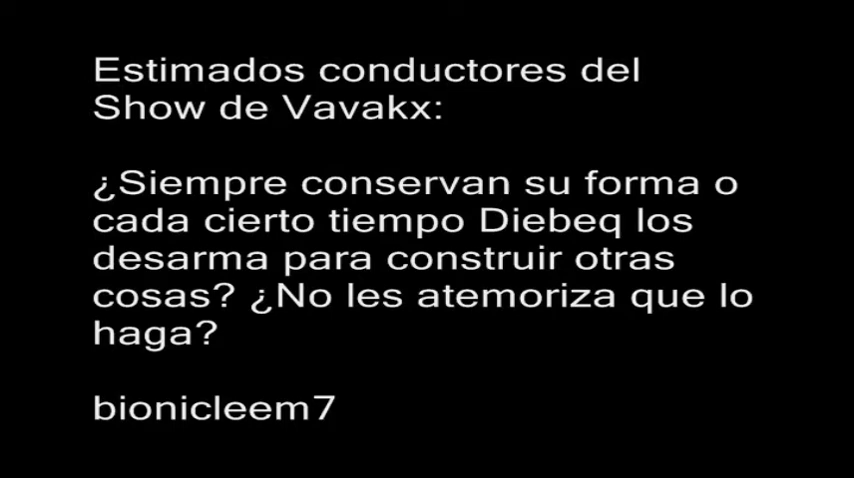 Estimados conductores del
Show de Vavakx:
¿Siempre conservan su forma o
cada cierto tiempo Diebeq los
desarma para construir otras
cosas? ¿No les atemoriza que lo
haga?
bionicleem7